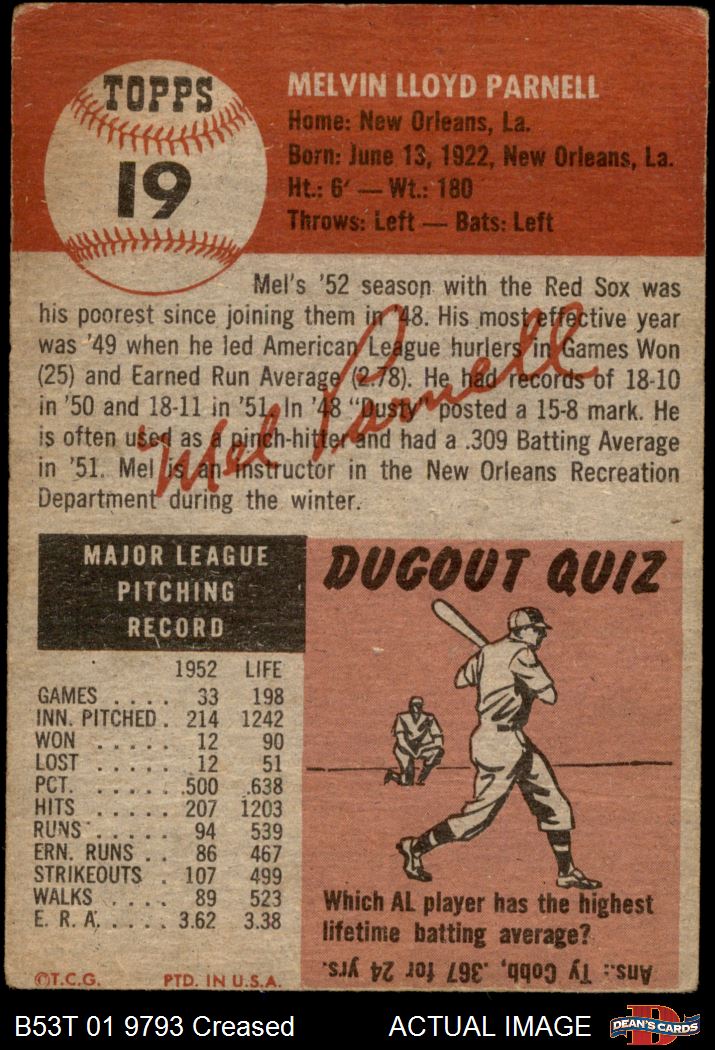 TOPPS
19
MELVIN LLOYD PARNELL
Home: New Orleans, La.
Born: June 13, 1922, New Orleans, La.
Ht.: 6' — Wt.: 180
Throws: Left — Bats: Left
Mel's '52 season with the Red Sox was
his poorest since joining them in '48. His most effective year
was '49 when he led American League hurlers in Games Won
(25) and Earned Run Average (2.78). He had records of 18-10
in '50 and 18-11 in '51. In '48 "Dusty" posted a 15-8 mark. He
is often used as a pinch-hitter and had a .309 Batting Average
in '51. Mel is an instructor in the New Orleans Recreation
Department during the winter.
Mel Parnell
MAJOR LEAGUE
PITCHING
RECORD
1952 LIFE
GAMES . . . . 33 198
INN. PITCHED . 214 1242
WON . . . . . 12 90
LOST . . . . . 12 51
PCT. . . . . . .500 .638
HITS . . . . . 207 1203
RUNS . . . . . 94 539
ERN. RUNS . . 86 467
STRIKEOUTS . 107 499
WALKS . . . . 89 523
E. R. A. . . . . 3.62 3.38
©T.C.G. PTD. IN U.S.A.
DUGOUT QUIZ
Which AL player has the highest
lifetime batting average?
Ans.: Ty Cobb, .367 for 24 yrs.
B53T 01 9793 Creased ACTUAL IMAGE
DEAN'S CARDS